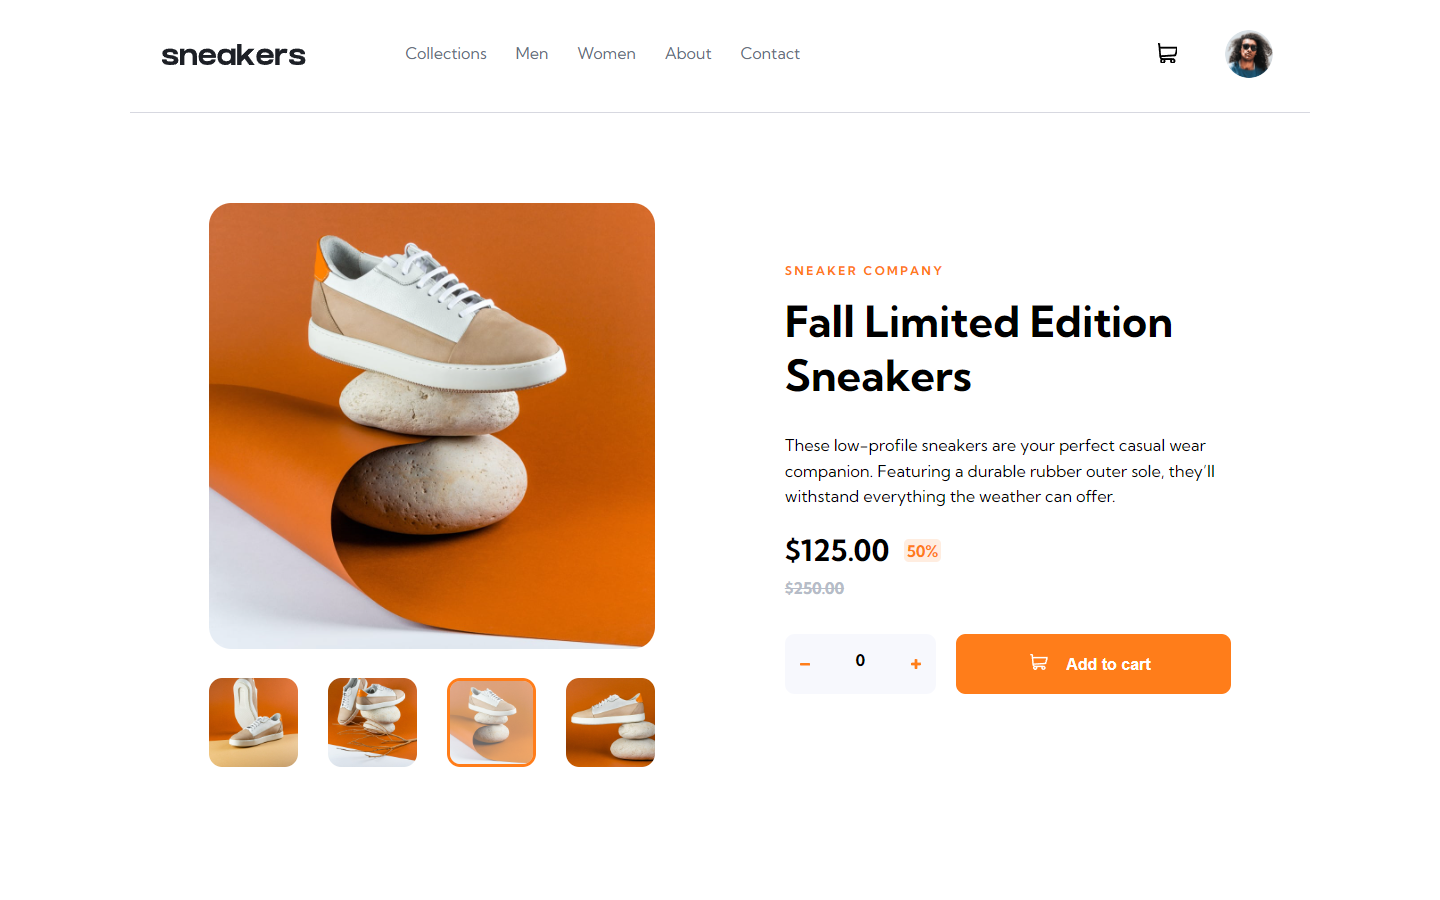 sneakers
Collections
Men
Women
About
Contact
SNEAKER COMPANY
Fall Limited Edition
Sneakers
These low-profile sneakers are your perfect casual wear
companion. Featuring a durable rubber outer sole, they'll
withstand everything the weather can offer.
$125.00 50%
$250.00
− 0 +
Add to cart